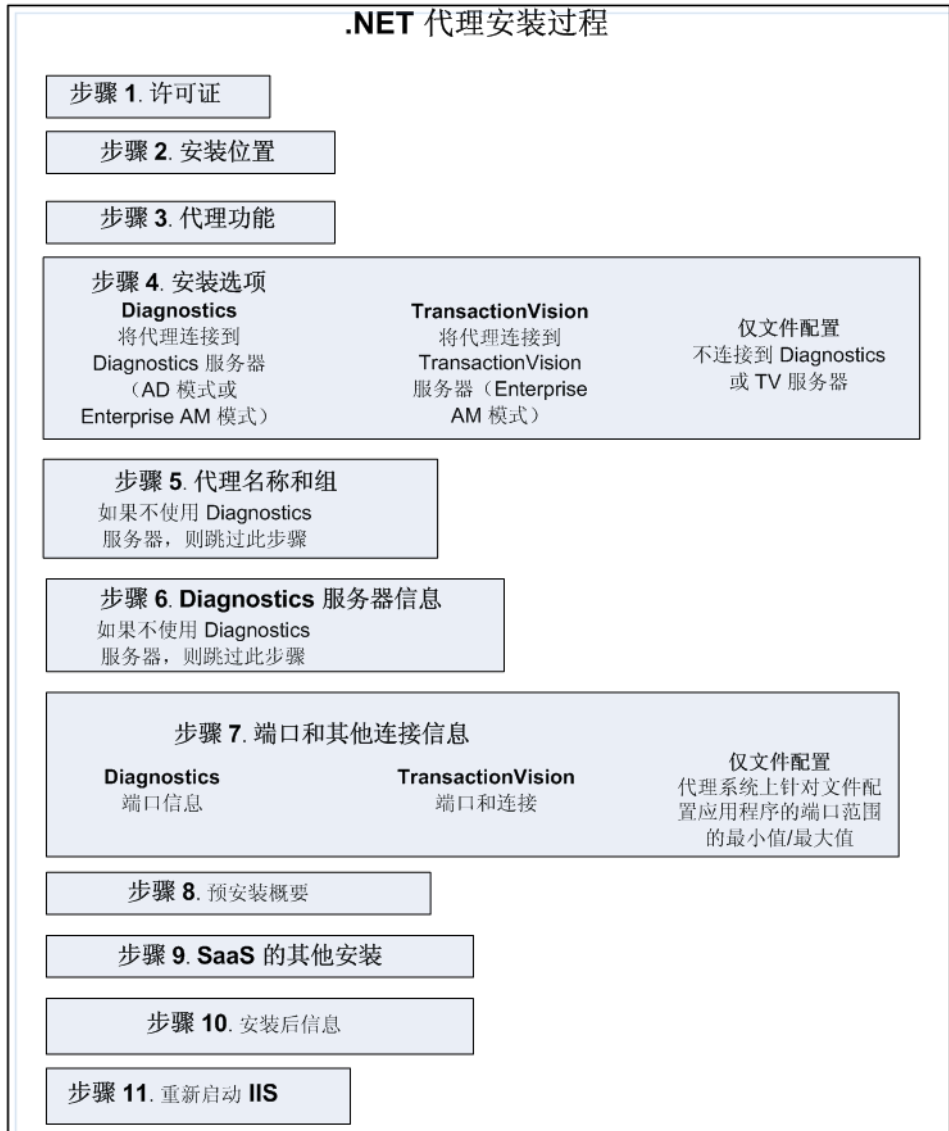 .NET 代理安装过程
步骤 1. 许可证
步骤 2. 安装位置
步骤 3. 代理功能
步骤 4. 安装选项
Diagnostics
将代理连接到
Diagnostics 服务器
（AD 模式或
Enterprise AM 模式）
TransactionVision
将代理连接到
TransactionVision
服务器（Enterprise
AM 模式）
仅文件配置
不连接到 Diagnostics
或 TV 服务器
步骤 5. 代理名称和组
如果不使用 Diagnostics
服务器，则跳过此步骤
步骤 6. Diagnostics 服务器信息
如果不使用 Diagnostics
服务器，则跳过此步骤
步骤 7. 端口和其他连接信息
Diagnostics
端口信息
TransactionVision
端口和连接
仅文件配置
代理系统上针对文件配
置应用程序的端口范围
的最小值/最大值
步骤 8. 预安装概要
步骤 9. SaaS 的其他安装
步骤 10. 安装后信息
步骤 11. 重新启动 IIS